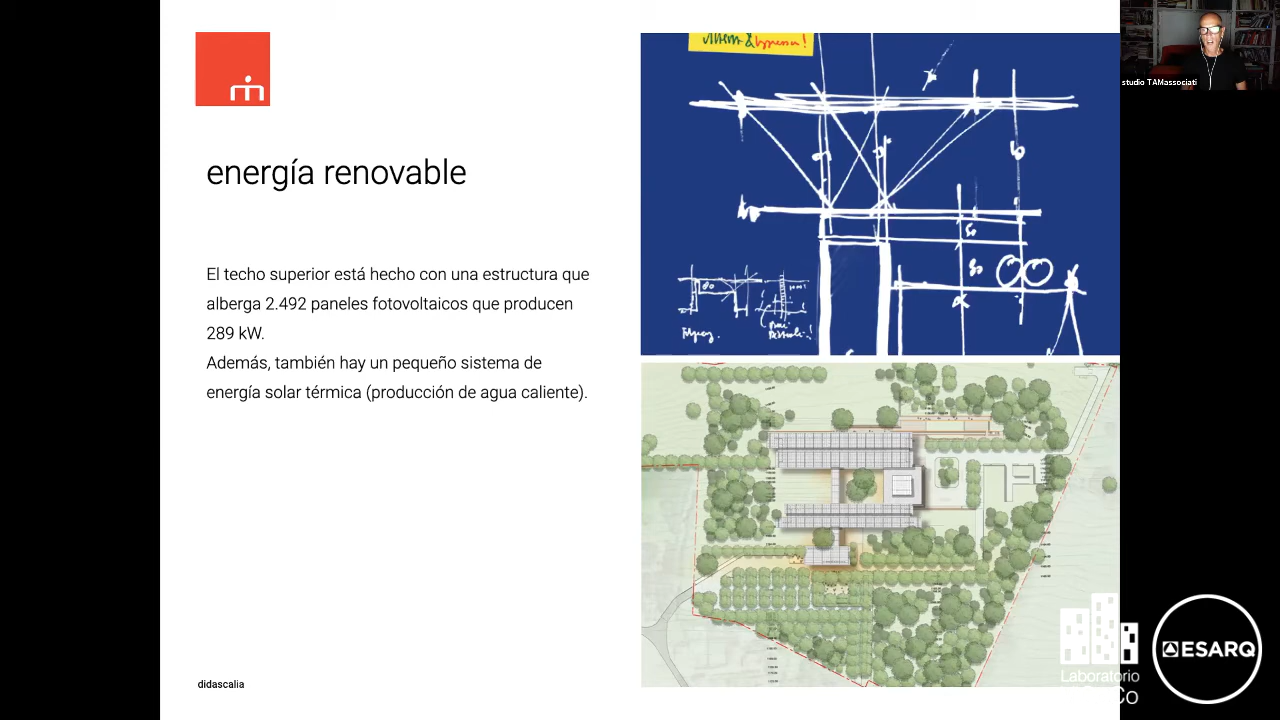 energía renovable
El techo superior está hecho con una estructura que
alberga 2.492 paneles fotovoltaicos que producen
289 kW.
Además, también hay un pequeño sistema de
energía solar térmica (producción de agua caliente).
didascalia
studio TAMassociati
Laboratorio
Co
ESARQ